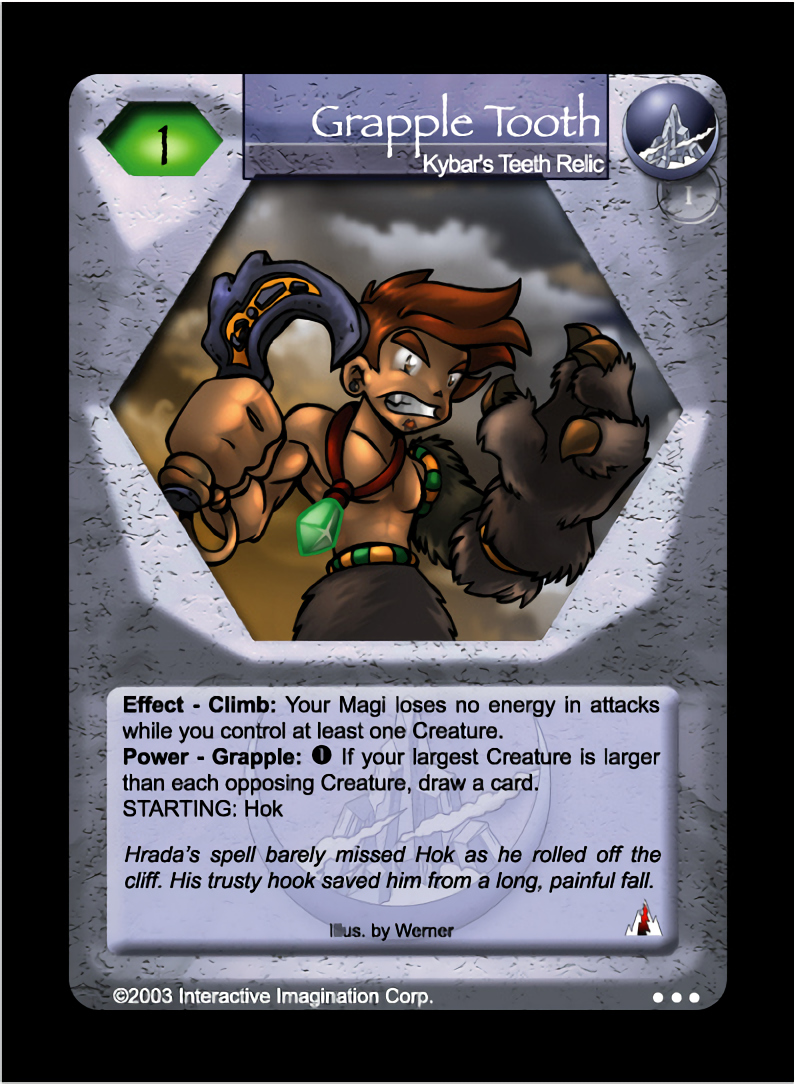 1
Grapple Tooth
Kybar's Teeth Relic
1
Effect - Climb: Your Magi loses no energy in attacks
while you control at least one Creature.
Power - Grapple: ❶ If your largest Creature is larger
than each opposing Creature, draw a card.
STARTING: Hok
Hrada's spell barely missed Hok as he rolled off the
cliff. His trusty hook saved him from a long, painful fall.
Illus. by Werner
©2003 Interactive Imagination Corp.